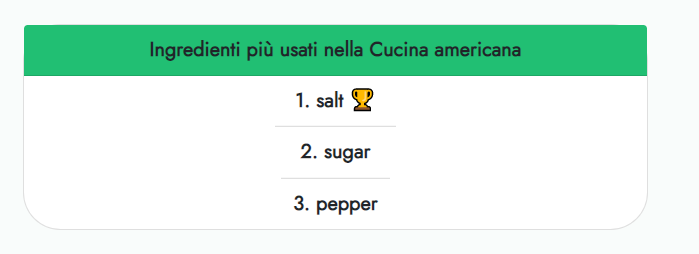 Ingredienti più usati nella Cucina americana
1. salt 🏆
2. sugar
3. pepper